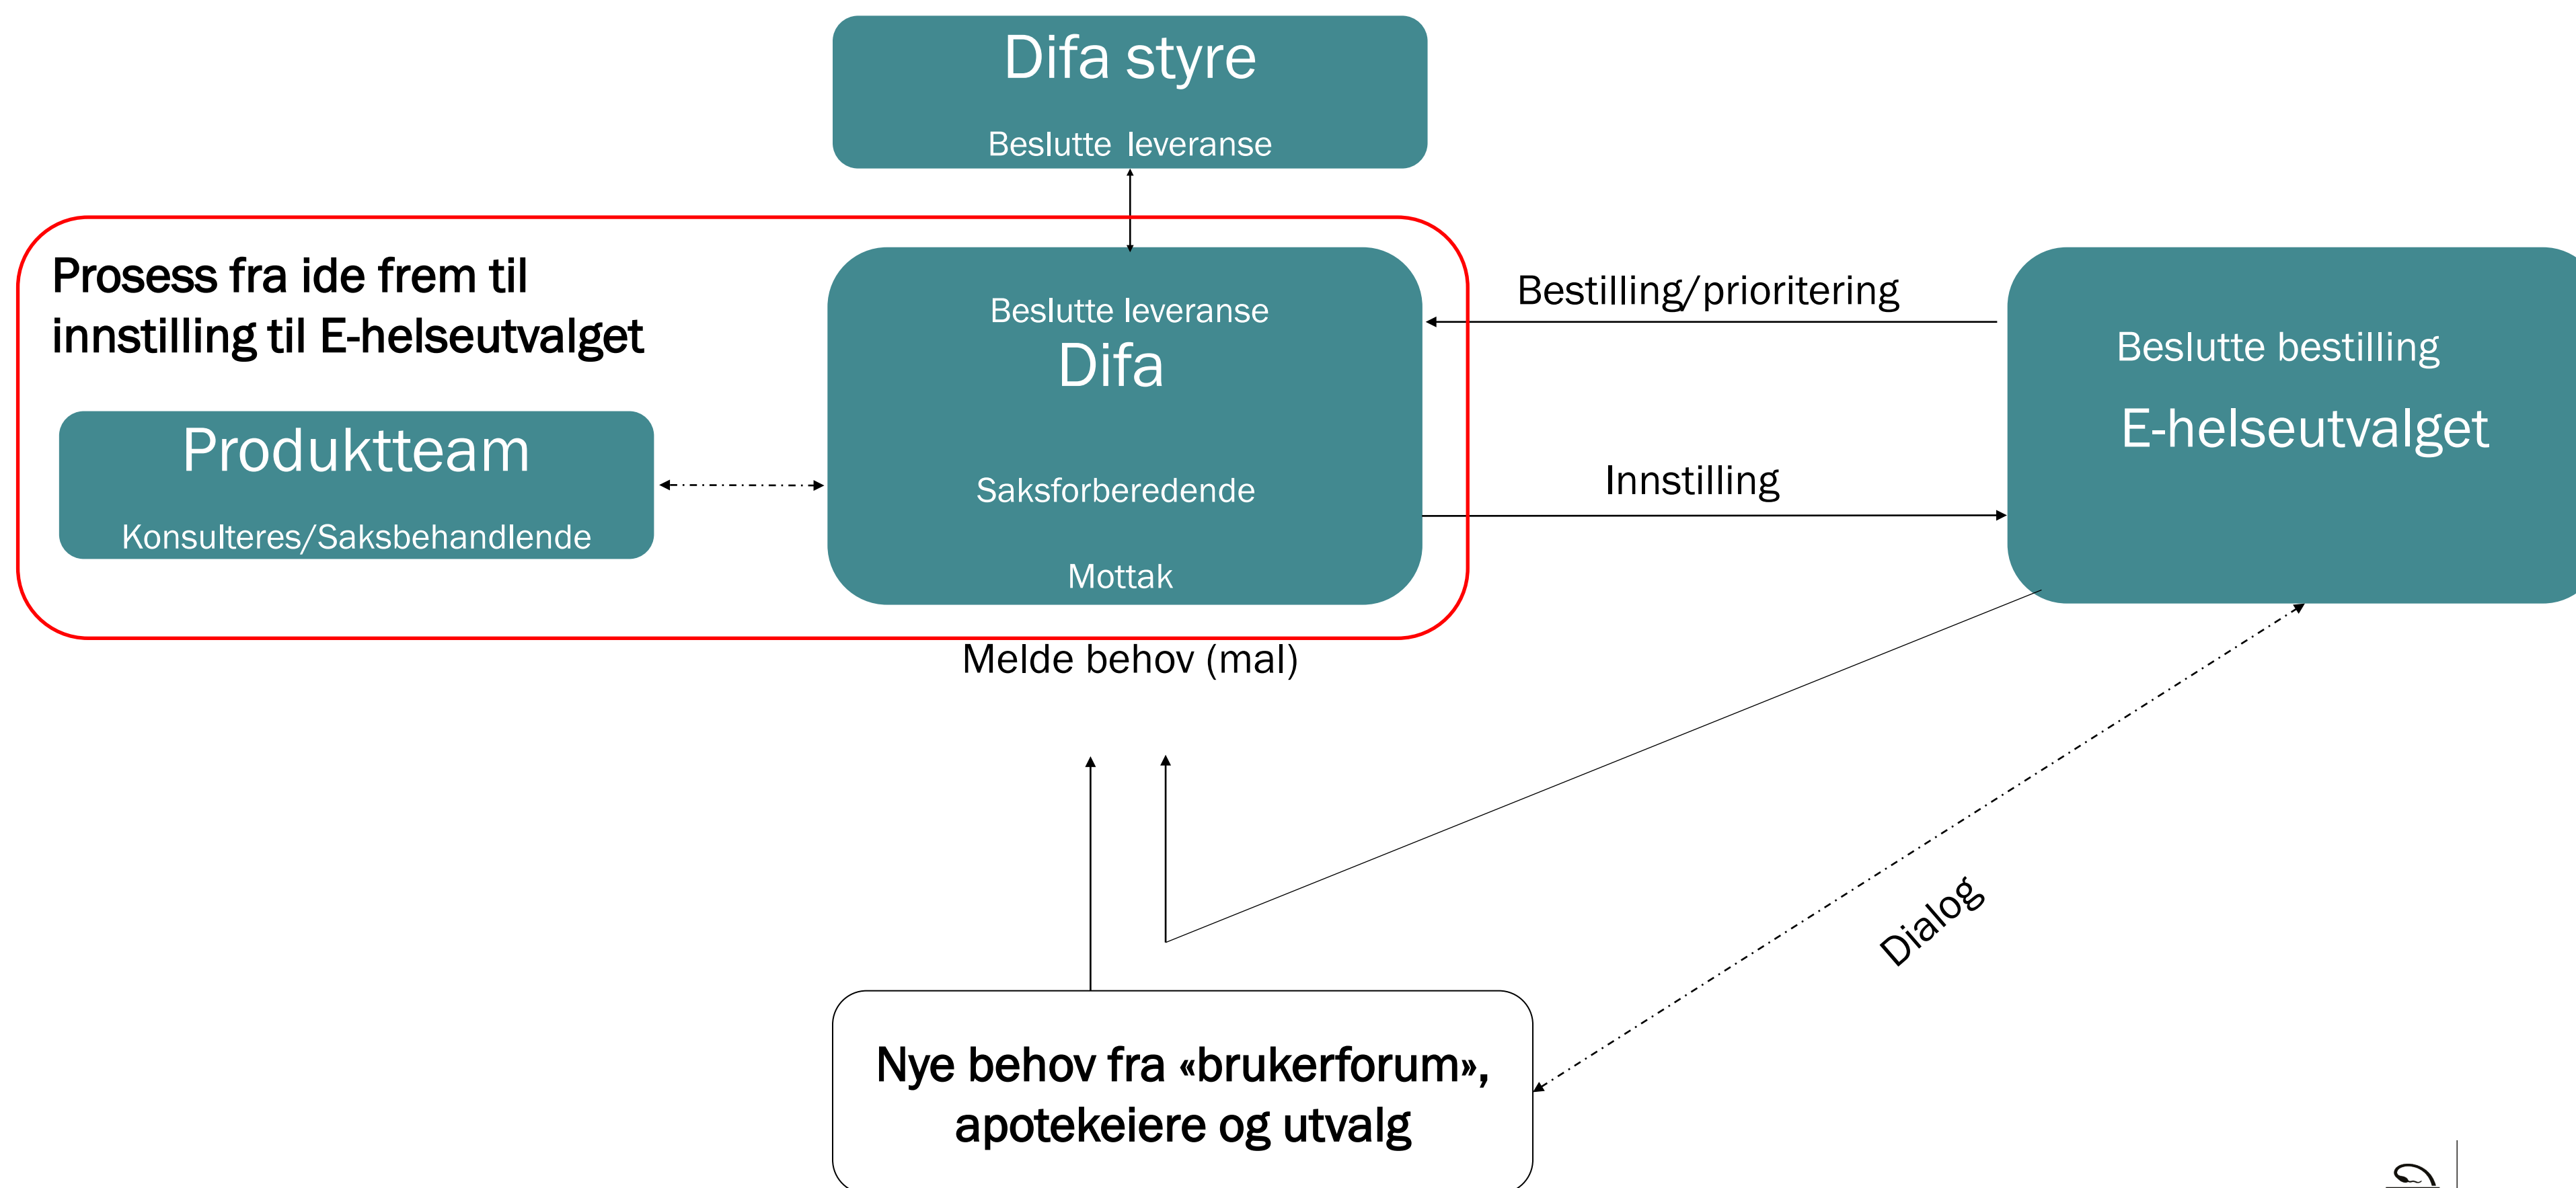 Difa styre
Beslutte leveranse
Prosess fra ide frem til
innstilling til E-helseutvalget
Produktteam
Konsulteres/Saksbehandlende
Beslutte leveranse
Difa
Saksforberedende
Mottak
Bestilling/prioritering
Innstilling
Beslutte bestilling
E-helseutvalget
Melde behov (mal)
Dialog
Nye behov fra «brukerforum»,
apotekeiere og utvalg